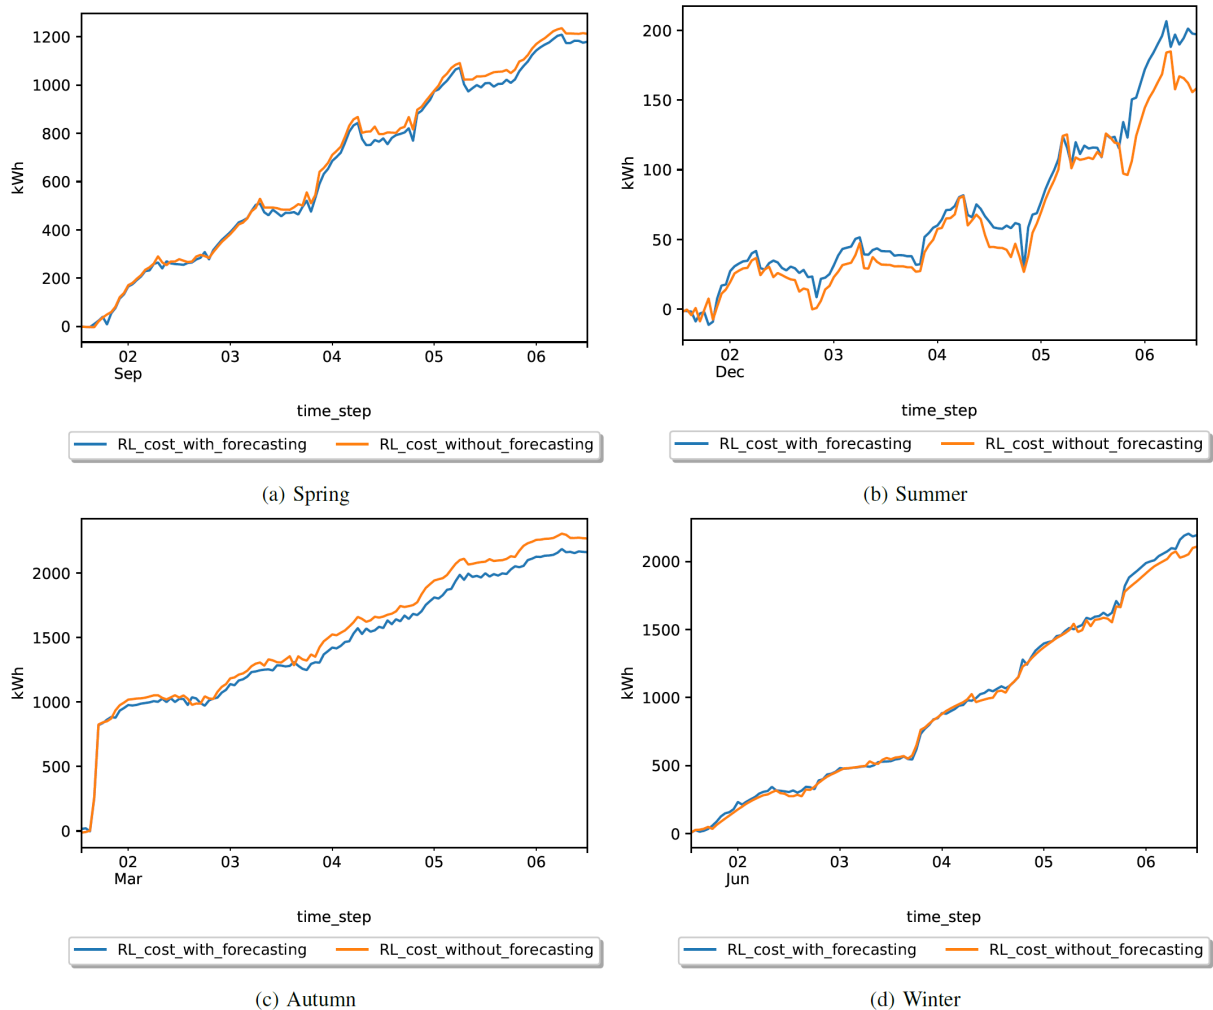 1200
1000
800
600
400
200
0
kWh
02 03 04 05 06
Sep
time_step
RL_cost_with_forecasting RL_cost_without_forecasting
(a) Spring
200
150
100
50
0
kWh
02 03 04 05 06
Dec
time_step
RL_cost_with_forecasting RL_cost_without_forecasting
(b) Summer
2000
1500
1000
500
0
kWh
02 03 04 05 06
Mar
time_step
RL_cost_with_forecasting RL_cost_without_forecasting
(c) Autumn
2000
1500
1000
500
0
kWh
02 03 04 05 06
Jun
time_step
RL_cost_with_forecasting RL_cost_without_forecasting
(d) Winter